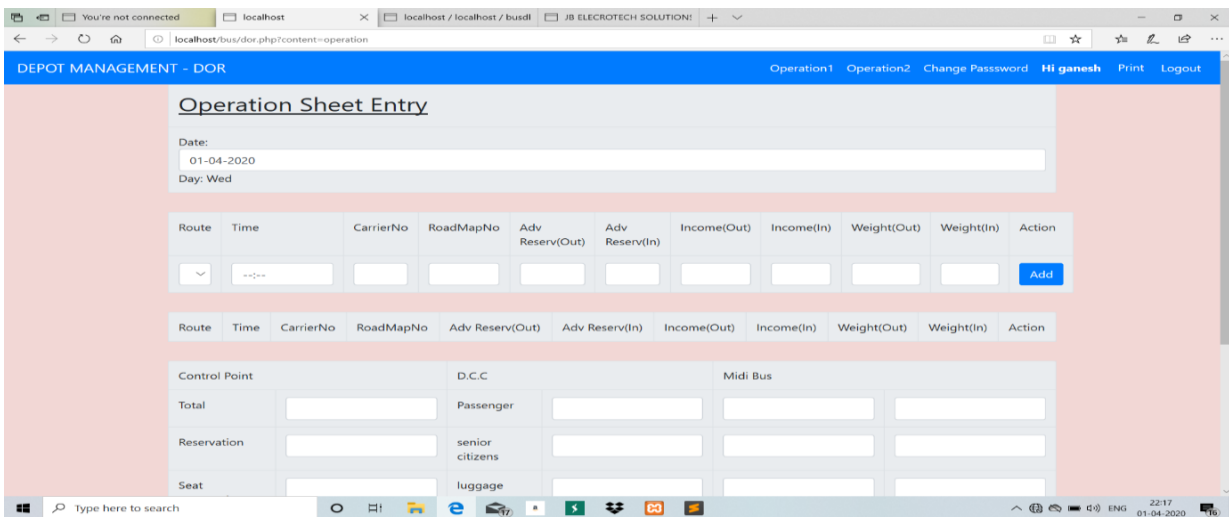 You're not connected
localhost
localhost / localhost / busdl
JB ELECROTECH SOLUTION!
localhost/bus/dor.php?content=operation
DEPOT MANAGEMENT - DOR
Operation1 Operation2 Change Passsword Hi ganesh Print Logout
Operation Sheet Entry
Date:
01-04-2020
Day: Wed
Route Time CarrierNo RoadMapNo Adv Reserv(Out) Adv Reserv(In) Income(Out) Income(In) Weight(Out) Weight(In) Action
--:-- Add
Route Time CarrierNo RoadMapNo Adv Reserv(Out) Adv Reserv(In) Income(Out) Income(In) Weight(Out) Weight(In) Action
Control Point D.C.C Midi Bus
Total Passenger
Reservation senior citizens
Seat luggage
Type here to search
17
ENG
22:17
01-04-2020
16